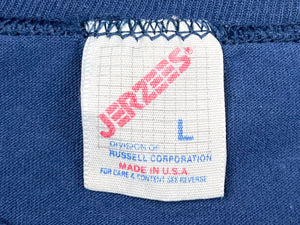 JERZEES
L
DIVISION OF
RUSSELL CORPORATION
MADE IN U.S.A.
FOR CARE & CONTENT SEE REVERSE